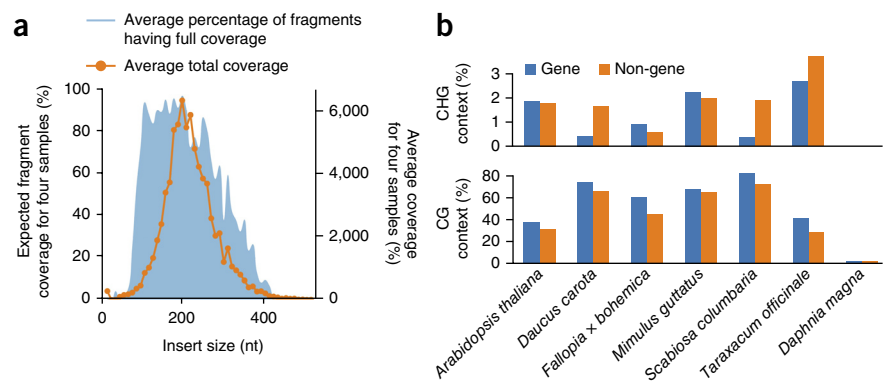 a
Average percentage of fragments
having full coverage
Average total coverage
Expected fragment
coverage for four samples (%)
100
80
60
40
20
0
6,000
4,000
2,000
0
Average coverage
for four samples
(%)
0
200
400
Insert size (nt)
b
Gene
Non-gene
CHG
context (%)
3
2
1
0
CG
context (%)
80
60
40
20
0
Arabidopsis thaliana
Daucus carota
Fallopia × bohemica
Mimulus guttatus
Scabiosa columbaria
Taraxacum officinale
Daphnia magna